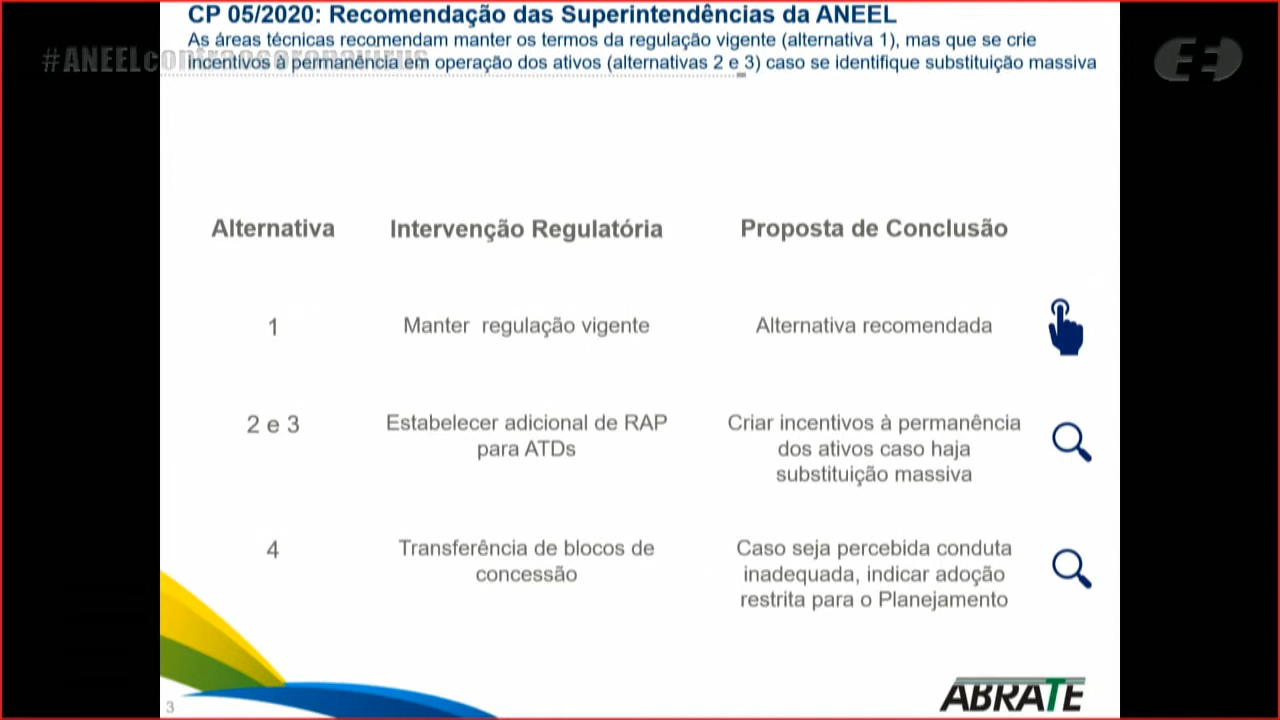 CP 05/2020: Recomendação das Superintendências da ANEEL
As áreas técnicas recomendam manter os termos da regulação vigente (alternativa 1), mas que se crie
#ANEELcontracoronavirus
incentivos à permanência em operação dos ativos (alternativas 2 e 3) caso se identifique substituição massiva
Alternativa Intervenção Regulatória Proposta de Conclusão
1 Manter regulação vigente Alternativa recomendada
2 e 3
Estabelecer adicional de RAP
para ATDs
Criar incentivos à permanência
dos ativos caso haja
substituição massiva
4
Transferência de blocos de
concessão
Caso seja percebida conduta
inadequada, indicar adoção
restrita para o Planejamento
3
ABRATE